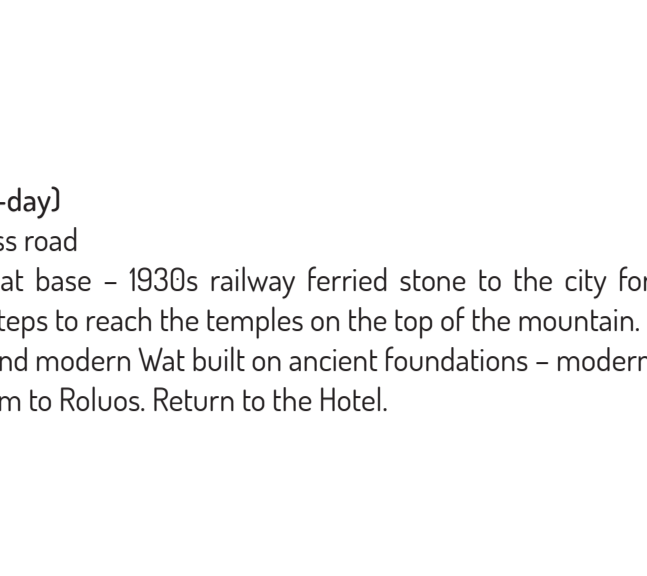 -day)
ss road
at base – 1930s railway ferried stone to the city for
teps to reach the temples on the top of the mountain.
nd modern Wat built on ancient foundations – modern
m to Roluos. Return to the Hotel.